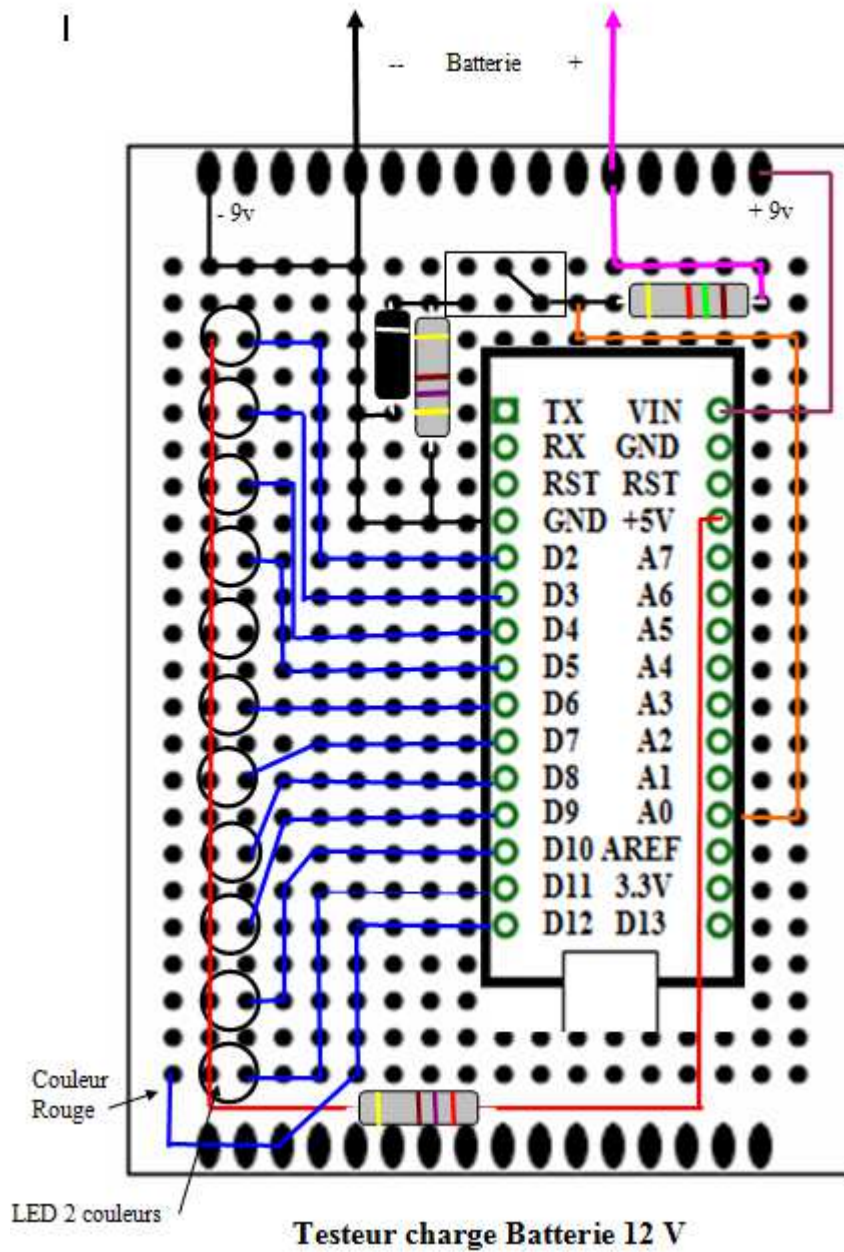 I
-- Batterie +
- 9v
+ 9v
TX VIN
RX GND
RST RST
GND +5V
D2 A7
D3 A6
D4 A5
D5 A4
D6 A3
D7 A2
D8 A1
D9 A0
D10 AREF
D11 3.3V
D12 D13
Couleur
Rouge
LED 2 couleurs
Testeur charge Batterie 12 V